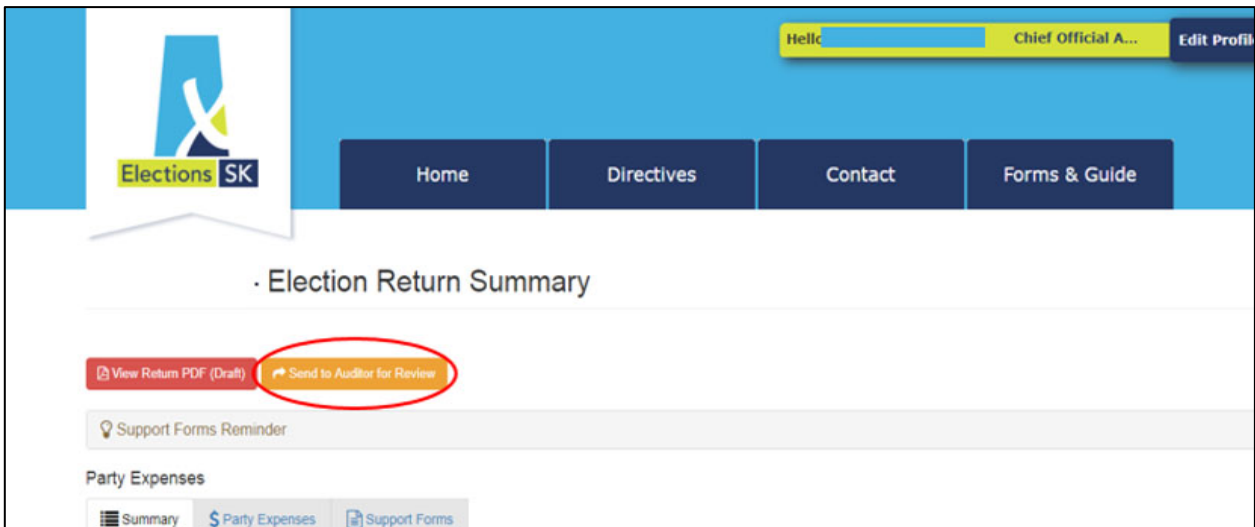 Hello Chief Official A... Edit Profil
Elections SK
Home Directives Contact Forms & Guide
· Election Return Summary
View Return PDF (Draft) Send to Auditor for Review
Support Forms Reminder
Party Expenses
Summary $ Party Expenses Support Forms